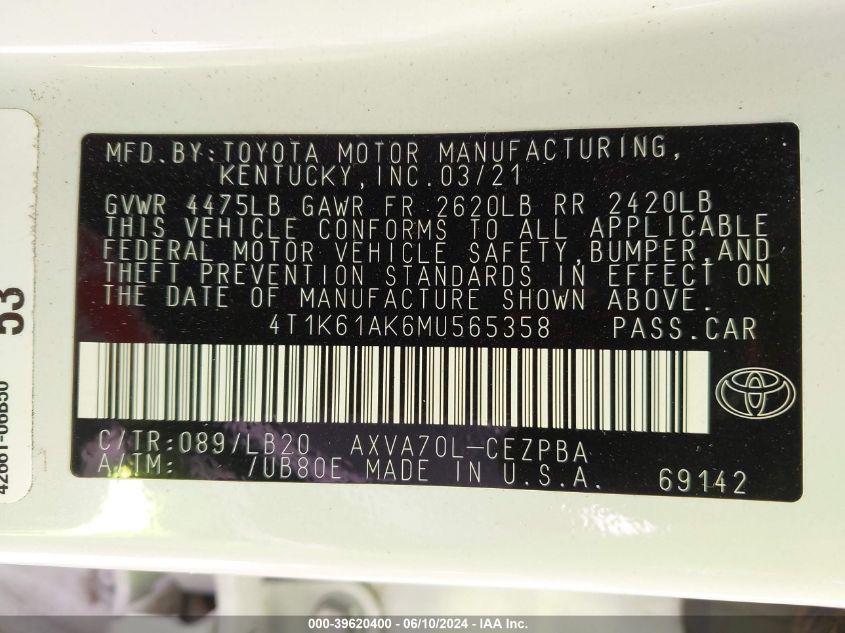 MFD.BY:TOYOTA MOTOR MANUFACTURING,
KENTUCKY,INC.03/21
GVWR 4475LB GAWR FR 2620LB RR 2420LB
THIS VEHICLE CONFORMS TO ALL APPLICABLE
FEDERAL MOTOR VEHICLE SAFETY,BUMPER,AND
THEFT PREVENTION STANDARDS IN EFFECT ON
THE DATE OF MANUFACTURE SHOWN ABOVE.
4T1K61AK6MU565358 PASS.CAR
C/TR:089/LB20 AXVA70L-CEZPBA
A/TM: /UB80E MADE IN U.S.A. 69142
53
42661-06B50
000-39620400 - 06/10/2024 - IAA Inc.